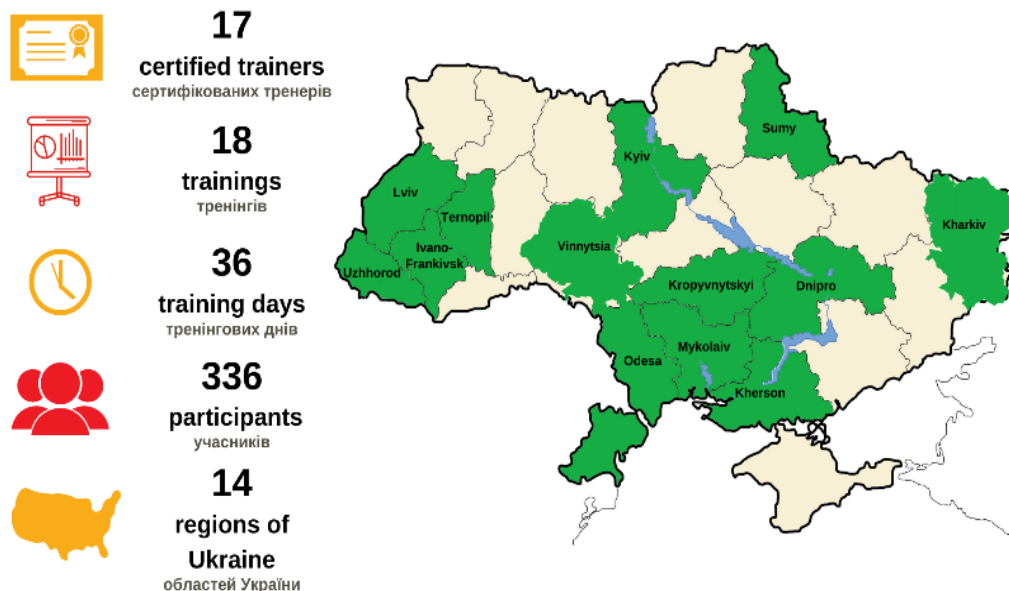 17
certified trainers
сертифікованих тренерів
18
trainings
тренінгів
36
training days
тренінгових днів
336
participants
учасників
14
regions of
Ukraine
областей України
Sumy
Kyiv
Lviv
Ternopil
Kharkiv
Ivano-
Frankivsk
Vinnytsia
Uzhhorod
Kropyvnytskyi
Dnipro
Mykolaiv
Odesa
Kherson